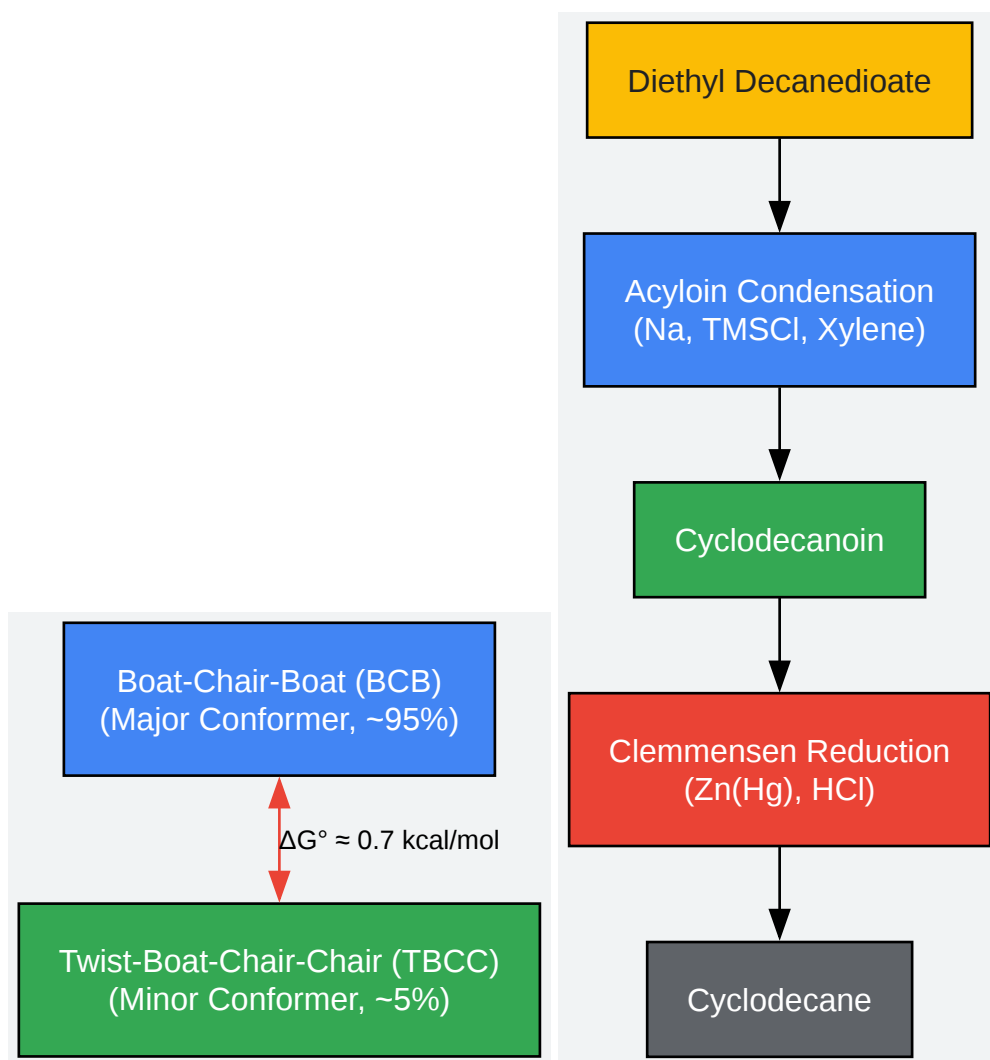 Diethyl Decanedioate
Acyloin Condensation
(Na, TMSCl, Xylene)
Cyclodecanoin
Clemmensen Reduction
(Zn(Hg), HCl)
Cyclodecane
Boat-Chair-Boat (BCB)
(Major Conformer, ~95%)
ΔG° ≈ 0.7 kcal/mol
Twist-Boat-Chair-Chair (TBCC)
(Minor Conformer, ~5%)